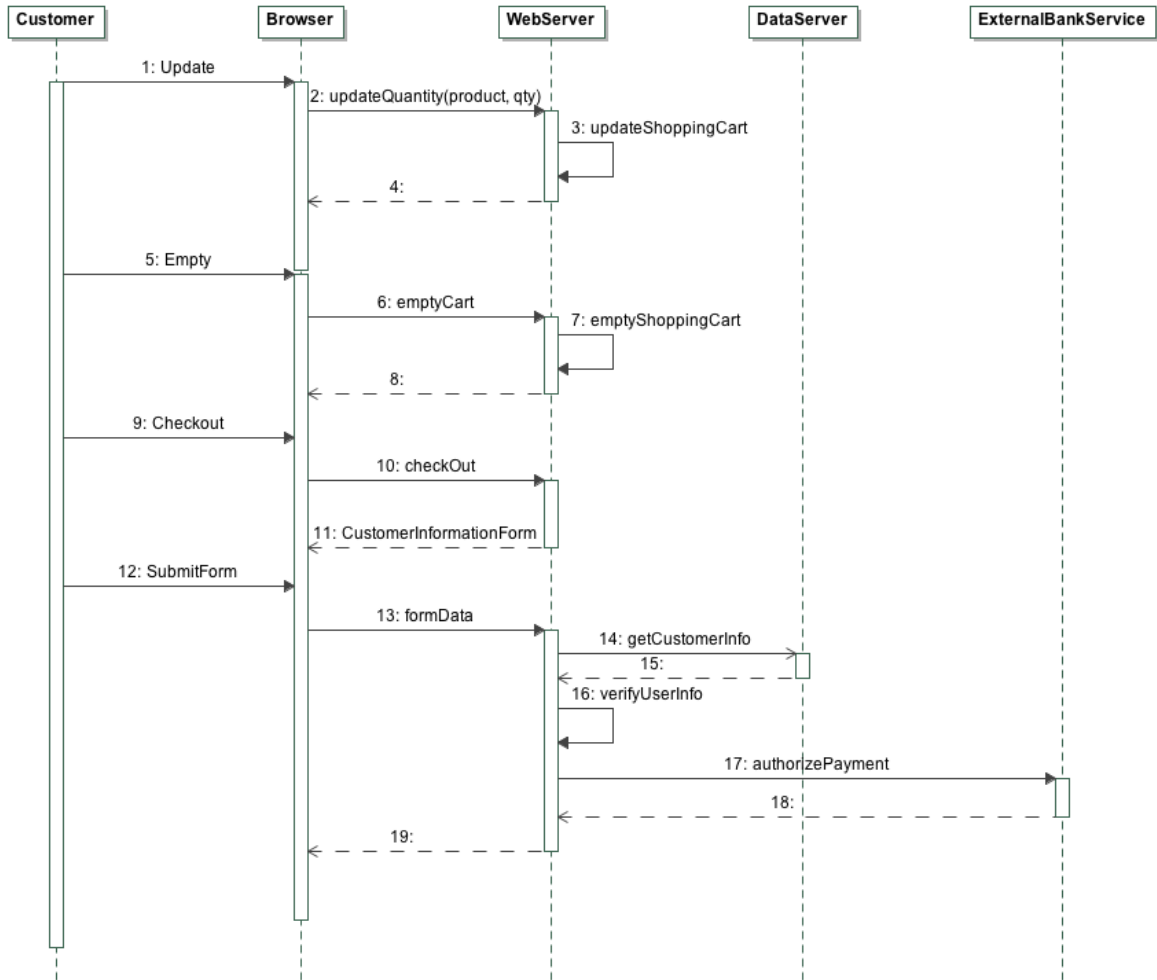 Customer
Browser
WebServer
DataServer
ExternalBankService
1: Update
2: updateQuantity(product, qty)
3: updateShoppingCart
4:
5: Empty
6: emptyCart
7: emptyShoppingCart
8:
9: Checkout
10: checkOut
11: CustomerInformationForm
12: SubmitForm
13: formData
14: getCustomerInfo
15:
16: verifyUserInfo
17: authorizePayment
18:
19: